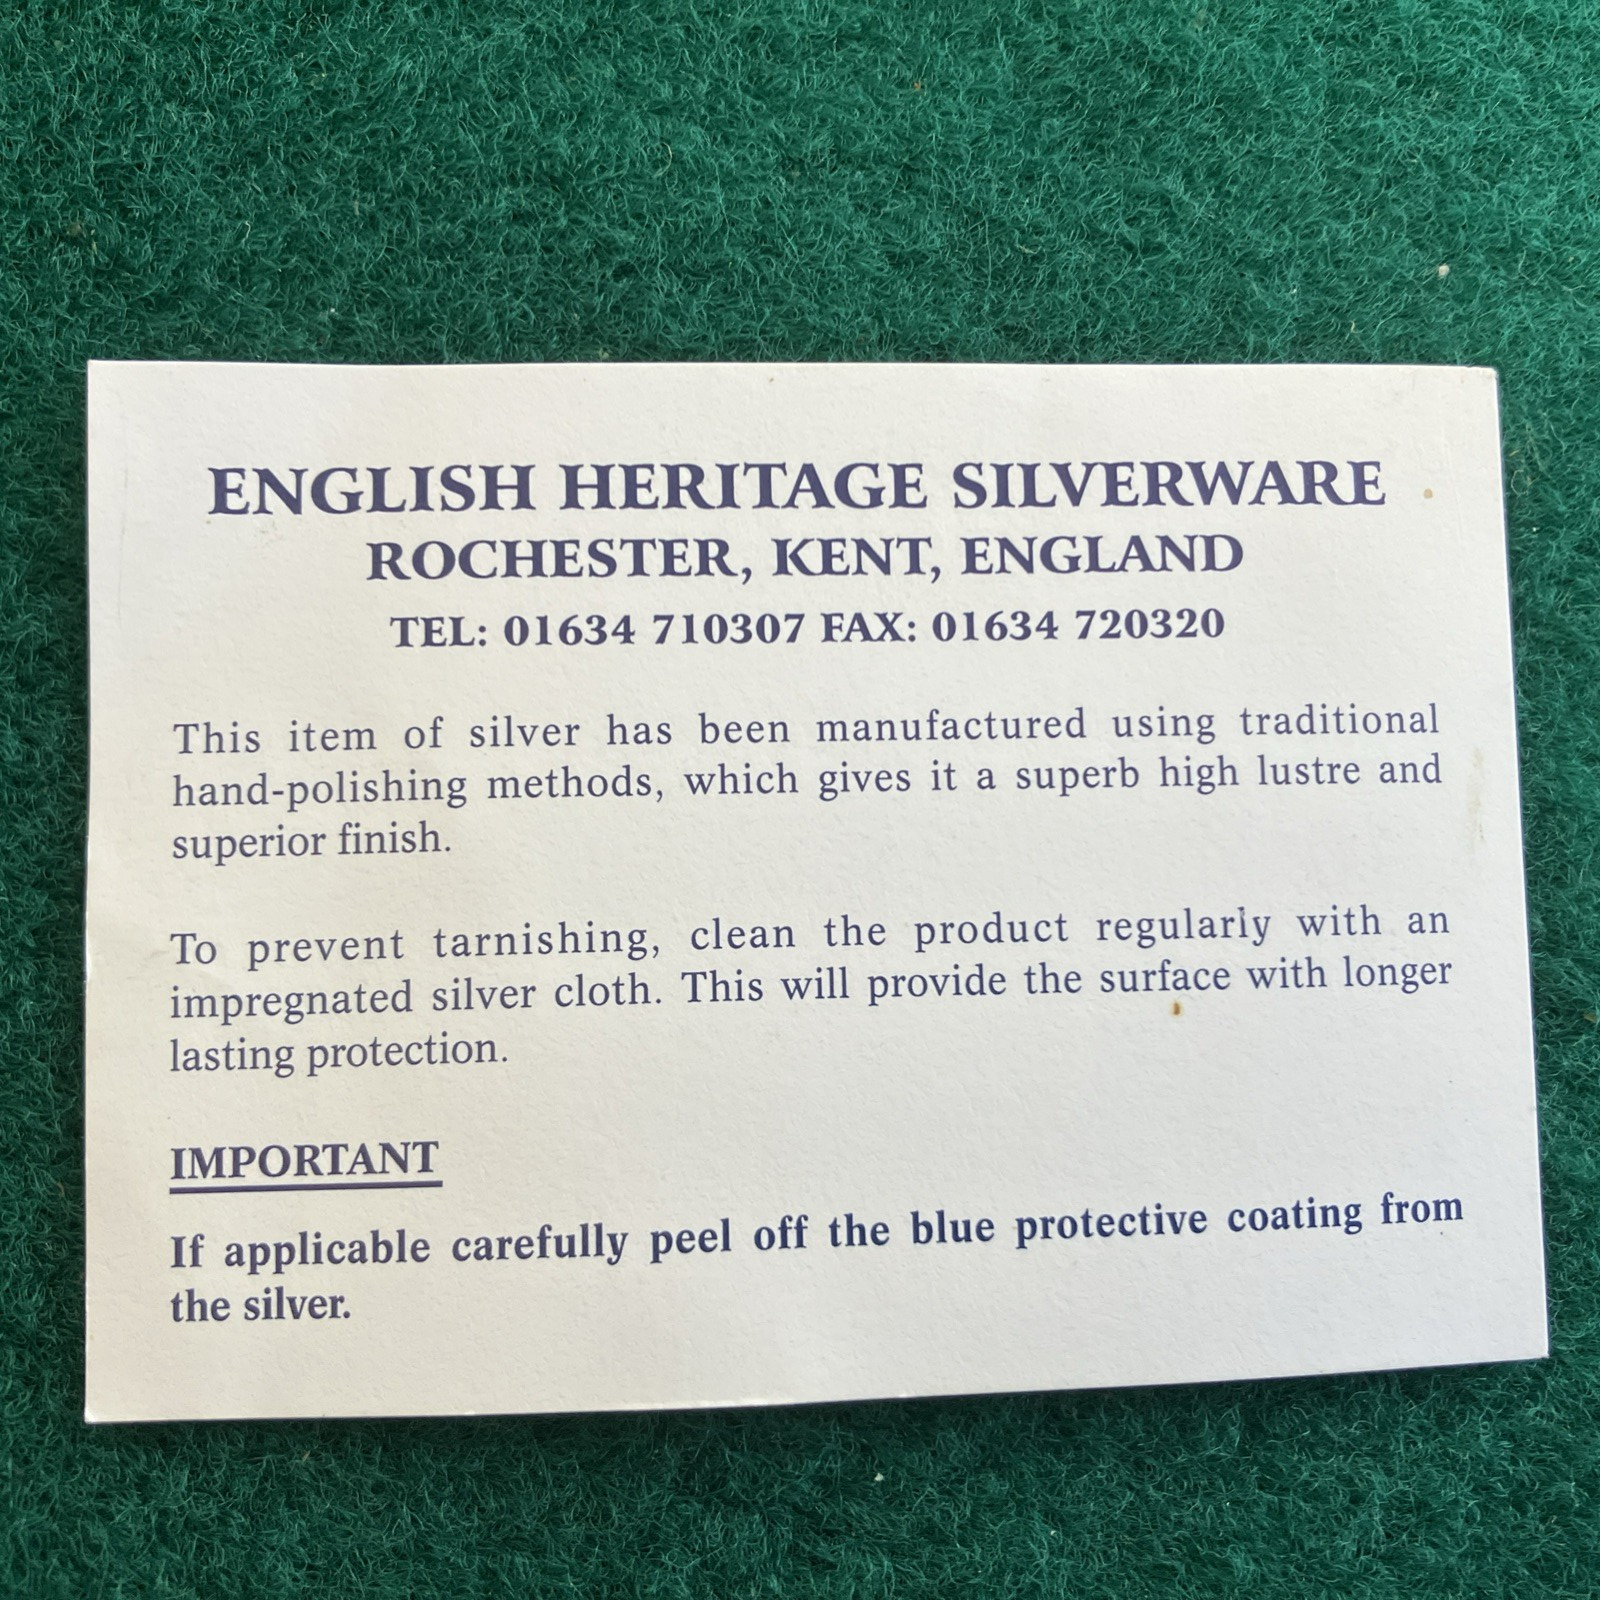 ENGLISH HERITAGE SILVERWARE
ROCHESTER, KENT, ENGLAND
TEL: 01634 710307 FAX: 01634 720320
This item of silver has been manufactured using traditional
hand-polishing methods, which gives it a superb high lustre and
superior finish.
To prevent tarnishing, clean the product regularly with an
impregnated silver cloth. This will provide the surface with longer
lasting protection.
IMPORTANT
If applicable carefully peel off the blue protective coating from
the silver.